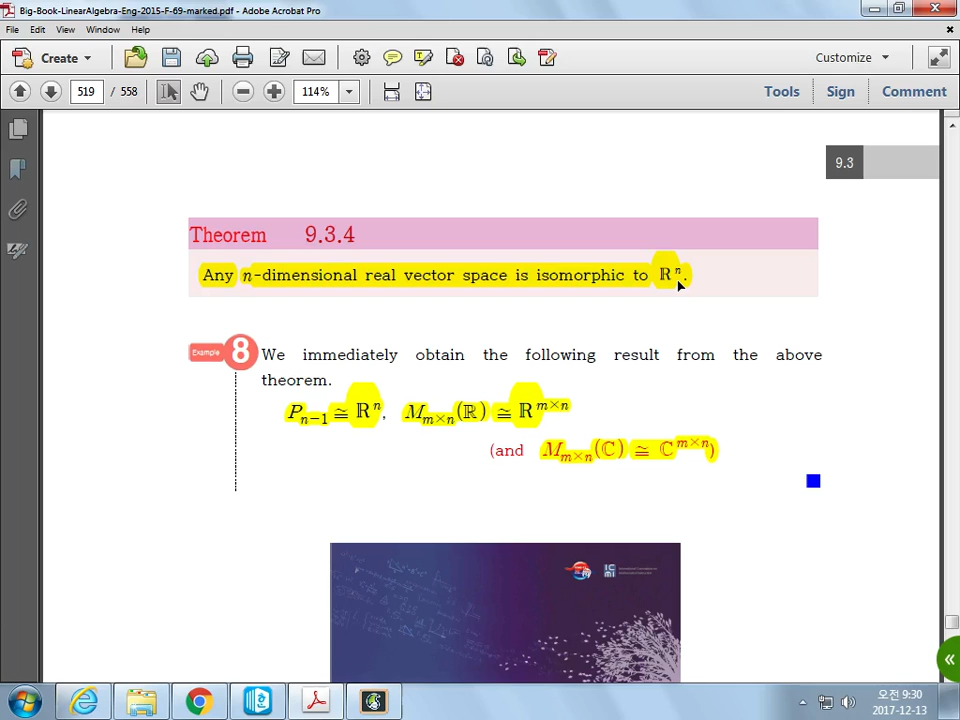 Big-Book-LinearAlgebra-Eng-2015-F-69-marked.pdf - Adobe Acrobat Pro
File Edit View Window Help
Create Customize
519 / 558 114% Tools Sign Comment
9.3
Theorem 9.3.4
Any n-dimensional real vector space is isomorphic to ℝⁿ.
Example 8 We immediately obtain the following result from the above
theorem.
Pₙ₋₁ ≅ ℝⁿ, Mₘₓₙ(ℝ) ≅ ℝ^{m×n}
(and Mₘₓₙ(ℂ) ≅ ℂ^{m×n})
ICMI
오전 9:30
2017-12-13